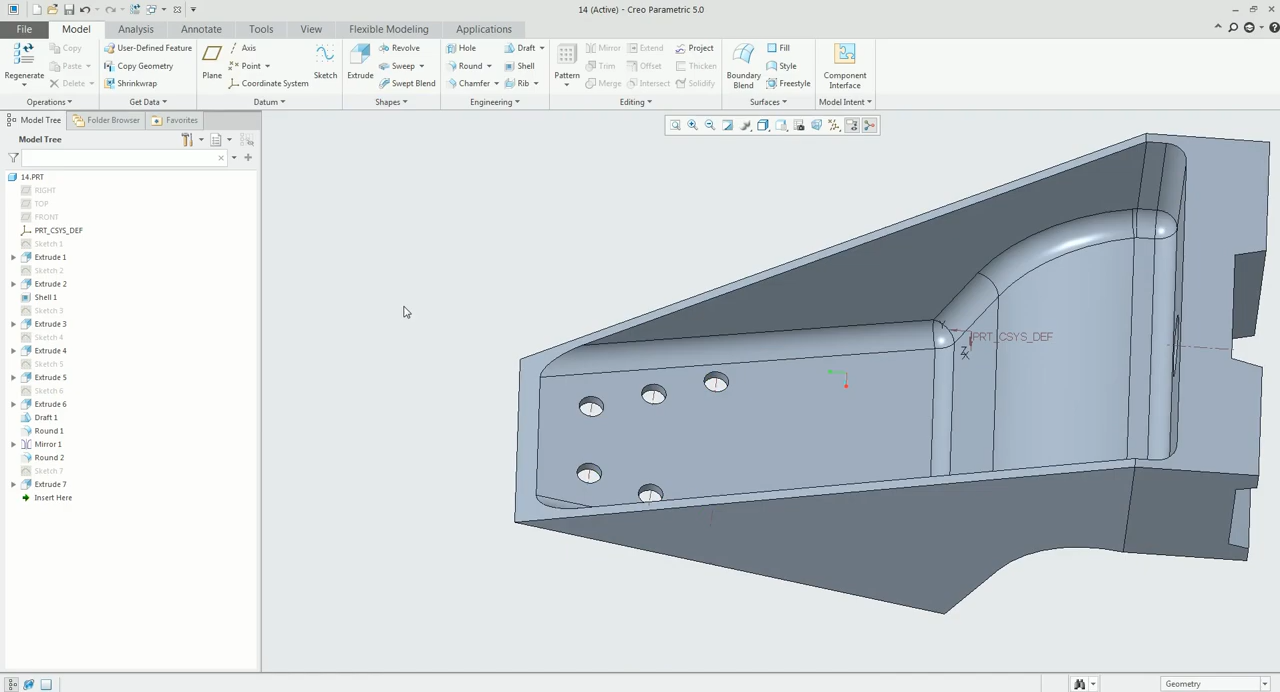 14 (Active) - Creo Parametric 5.0
File Model Analysis Annotate Tools View Flexible Modeling Applications
Regenerate
Copy
Paste
Delete
Operations
User-Defined Feature
Copy Geometry
Shrinkwrap
Get Data
Plane
Axis
Point
Coordinate System
Sketch
Datum
Extrude
Revolve
Sweep
Swept Blend
Shapes
Hole
Round
Chamfer
Draft
Shell
Rib
Engineering
Pattern
Mirror
Trim
Merge
Extend
Offset
Intersect
Project
Thicken
Solidify
Editing
Boundary
Blend
Fill
Style
Freestyle
Surfaces
Component
Interface
Model Intent
Model Tree Folder Browser Favorites
Model Tree
14.PRT
RIGHT
TOP
FRONT
PRT_CSYS_DEF
Sketch 1
Extrude 1
Sketch 2
Extrude 2
Shell 1
Sketch 3
Extrude 3
Sketch 4
Extrude 4
Sketch 5
Extrude 5
Sketch 6
Extrude 6
Draft 1
Round 1
Mirror 1
Round 2
Sketch 7
Extrude 7
Insert Here
Y
PRT_CSYS_DEF
Z
X
Geometry